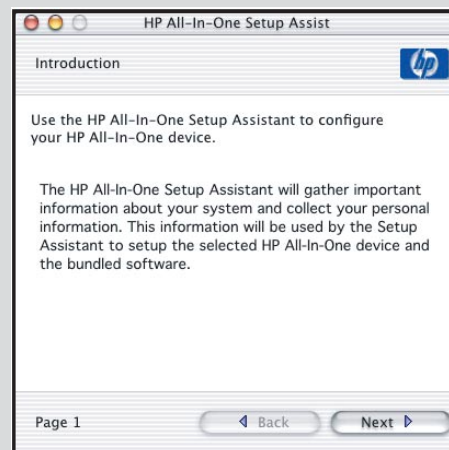 HP All-In-One Setup Assist
Introduction
hp
Use the HP All-In-One Setup Assistant to configure
your HP All-In-One device.
The HP All-In-One Setup Assistant will gather important
information about your system and collect your personal
information. This information will be used by the Setup
Assistant to setup the selected HP All-In-One device and
the bundled software.
Page 1
Back
Next